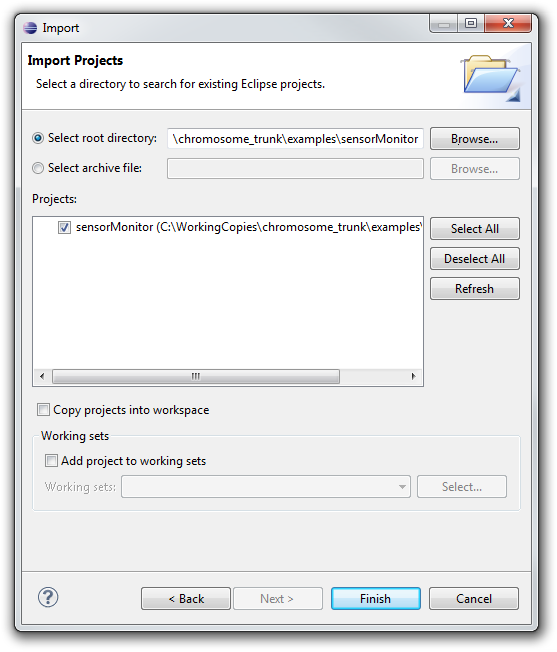 Import
Import Projects
Select a directory to search for existing Eclipse projects.
Select root directory: \chromosome_trunk\examples\sensorMonitor Browse...
Select archive file: Browse...
Projects:
sensorMonitor (C:\WorkingCopies\chromosome_trunk\examples\ Select All
Deselect All
Refresh
Copy projects into workspace
Working sets
Add project to working sets
Working sets: Select...
? < Back Next > Finish Cancel